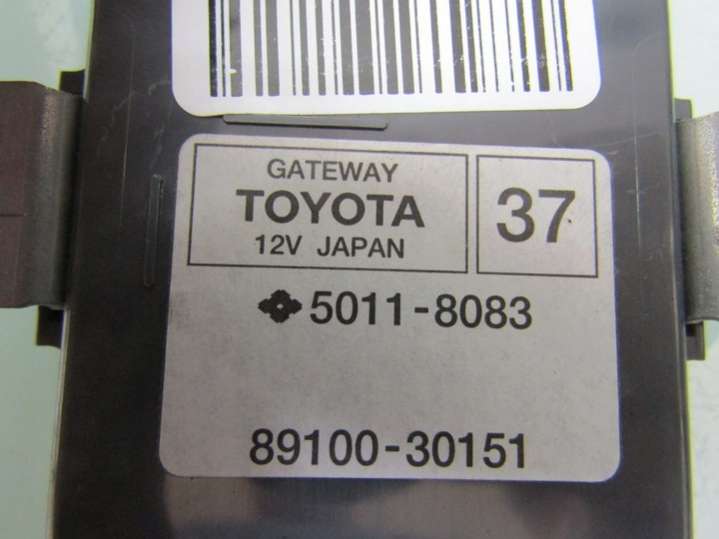 GATEWAY
TOYOTA
12V JAPAN
37
5011-8083
89100-30151